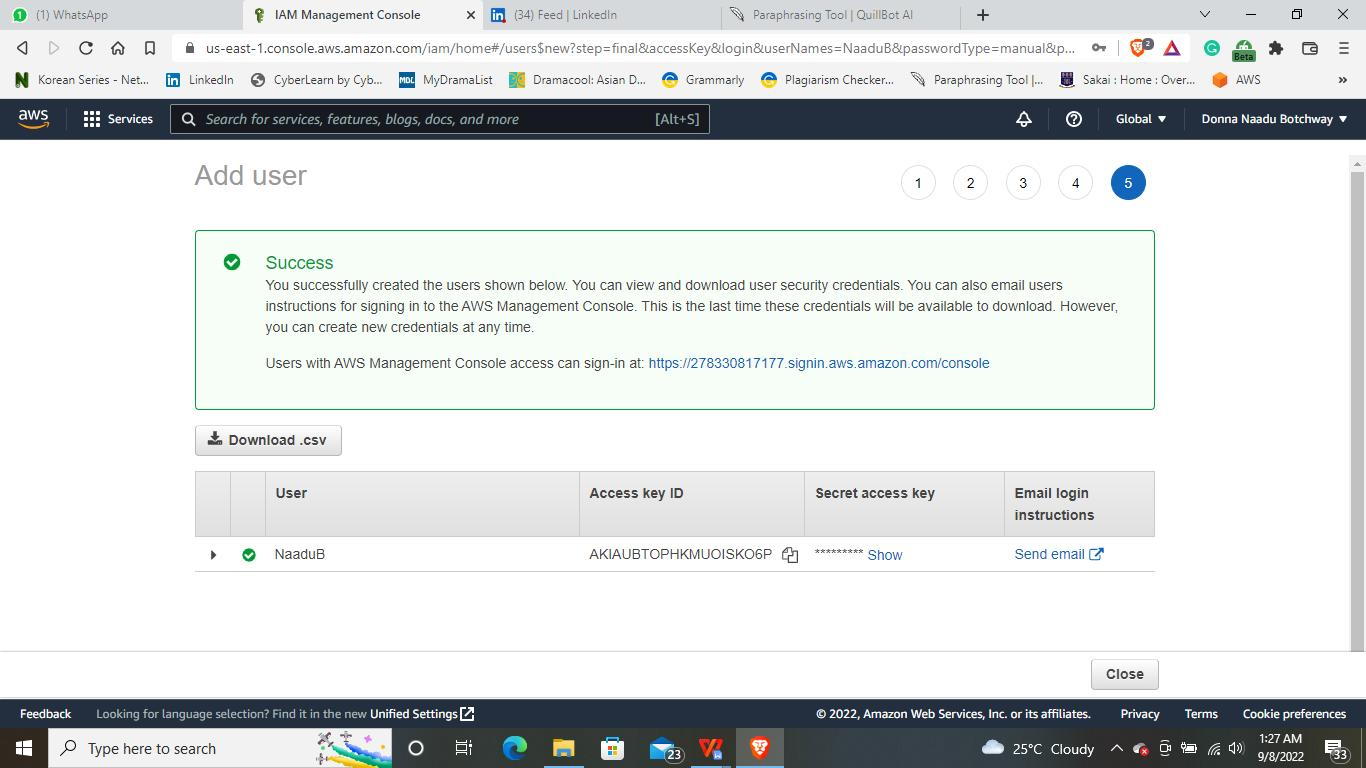 (1) WhatsApp
IAM Management Console
(34) Feed | LinkedIn
Paraphrasing Tool | QuillBot AI
us-east-1.console.aws.amazon.com/iam/home#/users$new?step=final&accessKey&login&userNames=NaaduB&passwordType=manual&p...
2
Beta
Korean Series - Net...
LinkedIn
CyberLearn by Cyb...
MDL MyDramaList
Dramacool: Asian D...
Grammarly
Plagiarism Checker...
Paraphrasing Tool |...
Sakai : Home : Over...
AWS
aws
Services
Search for services, features, blogs, docs, and more [Alt+S]
Global
Donna Naadu Botchway
Add user
1 2 3 4 5
Success
You successfully created the users shown below. You can view and download user security credentials. You can also email users
instructions for signing in to the AWS Management Console. This is the last time these credentials will be available to download. However,
you can create new credentials at any time.
Users with AWS Management Console access can sign-in at: https://278330817177.signin.aws.amazon.com/console
Download .csv
User
Access key ID
Secret access key
Email login
instructions
NaaduB
AKIAUBTOPHKMUOISKO6P
********* Show
Send email
Close
Feedback
Looking for language selection? Find it in the new Unified Settings
© 2022, Amazon Web Services, Inc. or its affiliates.
Privacy
Terms
Cookie preferences
Type here to search
23
25°C Cloudy
1:27 AM
9/8/2022
33